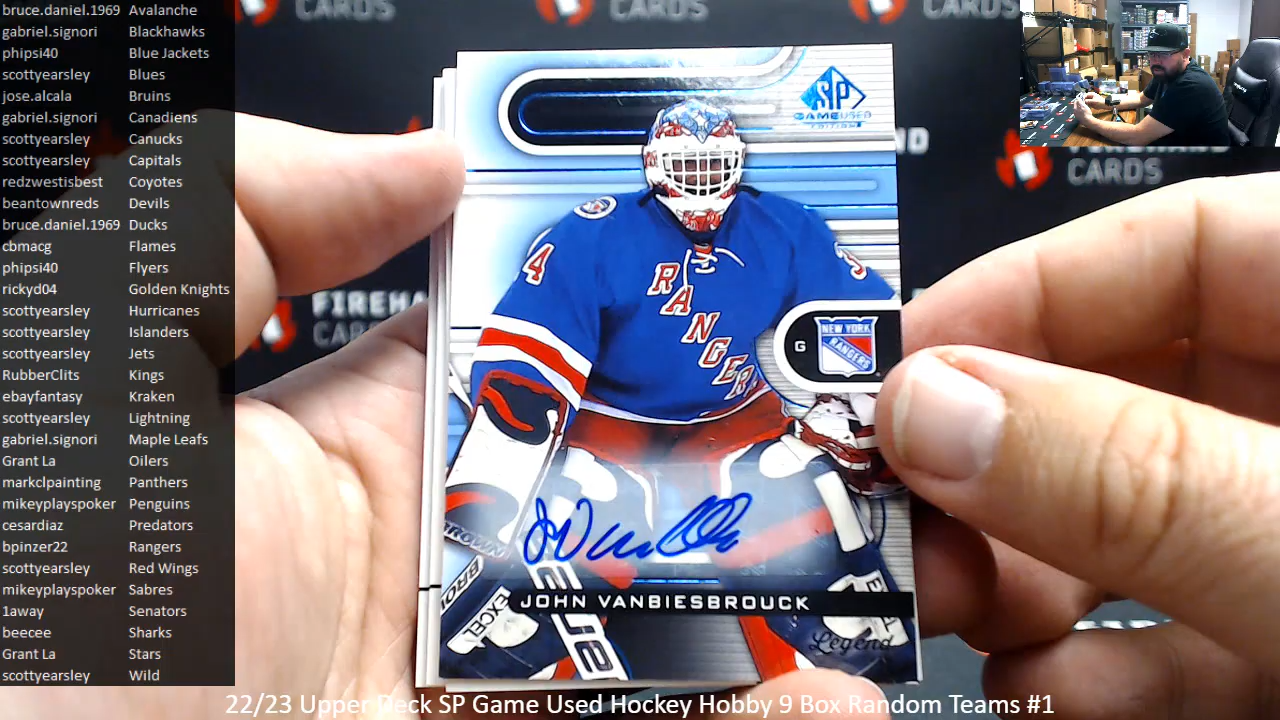 bruce.daniel.1969 Avalanche
gabriel.signori Blackhawks
phipsi40 Blue Jackets
scottyearsley Blues
jose.alcala Bruins
gabriel.signori Canadiens
scottyearsley Canucks
scottyearsley Capitals
redzwestisbest Coyotes
beantownreds Devils
bruce.daniel.1969 Ducks
cbmacg Flames
phipsi40 Flyers
rickyd04 Golden Knights
scottyearsley Hurricanes
scottyearsley Islanders
scottyearsley Jets
RubberClits Kings
ebayfantasy Kraken
scottyearsley Lightning
gabriel.signori Maple Leafs
Grant La Oilers
markclpainting Panthers
mikeyplayspoker Penguins
cesardiaz Predators
bpinzer22 Rangers
scottyearsley Red Wings
mikeyplayspoker Sabres
1away Senators
beecee Sharks
Grant La Stars
scottyearsley Wild
CARDS
CARDS
CARDS
SP
GAME USED
EDITION
CARDS
34
3
RANGERS
G
NEW YORK
RANGERS
CARDS
BROWN
EXCEL
JOHN VANBIESBROUCK
Legend
22/23 Upper Deck SP Game Used Hockey Hobby 9 Box Random Teams #1